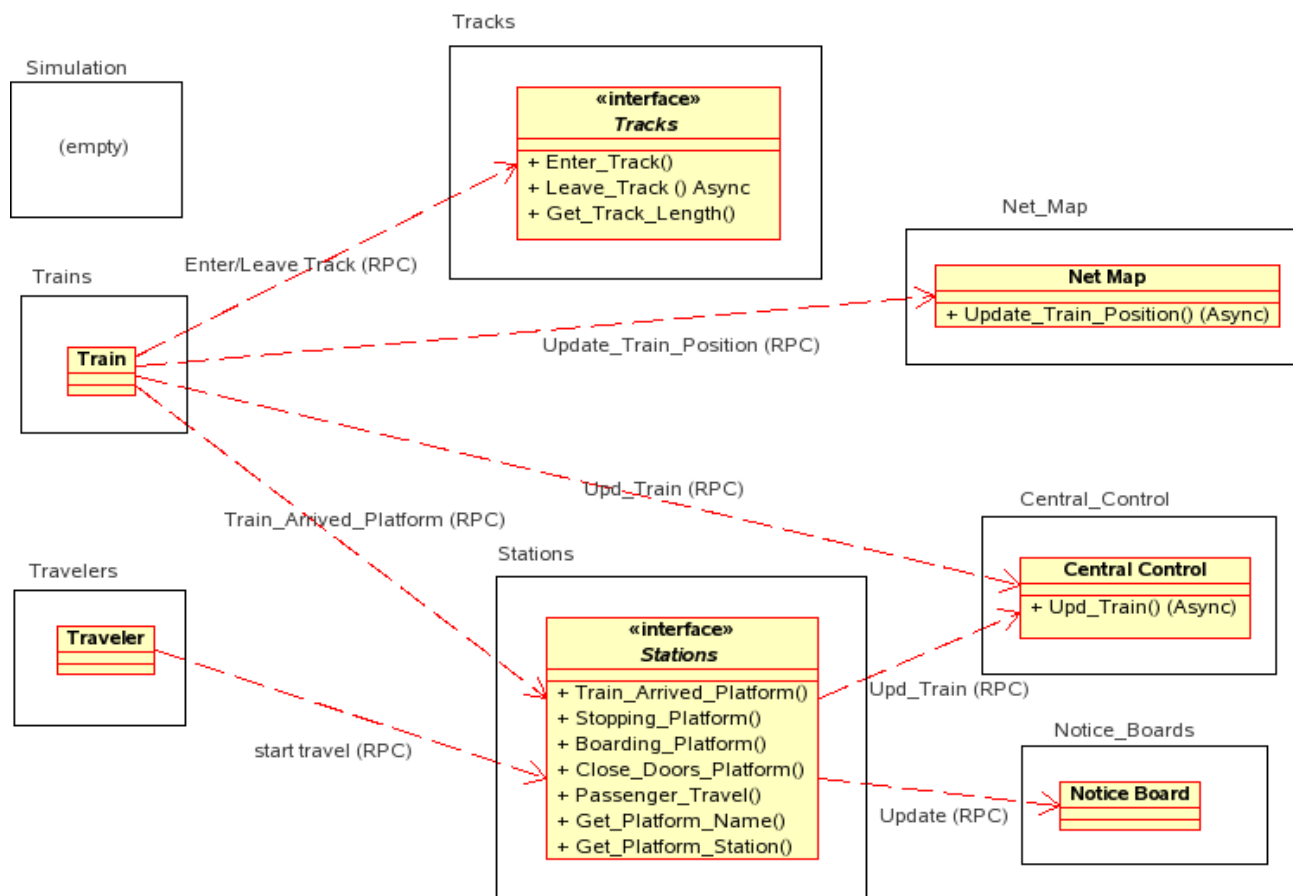 Tracks
Simulation
(empty)
«interface»
Tracks
+ Enter_Track()
+ Leave_Track () Async
+ Get_Track_Length()
Net_Map
Net Map
+ Update_Train_Position() (Async)
Enter/Leave Track (RPC)
Trains
Train
Update_Train_Position (RPC)
Upd_Train (RPC)
Train_Arrived_Platform (RPC)
Central_Control
Central Control
+ Upd_Train() (Async)
Stations
«interface»
Stations
+ Train_Arrived_Platform()
+ Stopping_Platform()
+ Boarding_Platform()
+ Close_Doors_Platform()
+ Passenger_Travel()
+ Get_Platform_Name()
+ Get_Platform_Station()
Travelers
Traveler
start travel (RPC)
Upd_Train (RPC)
Notice_Boards
Notice Board
Update (RPC)